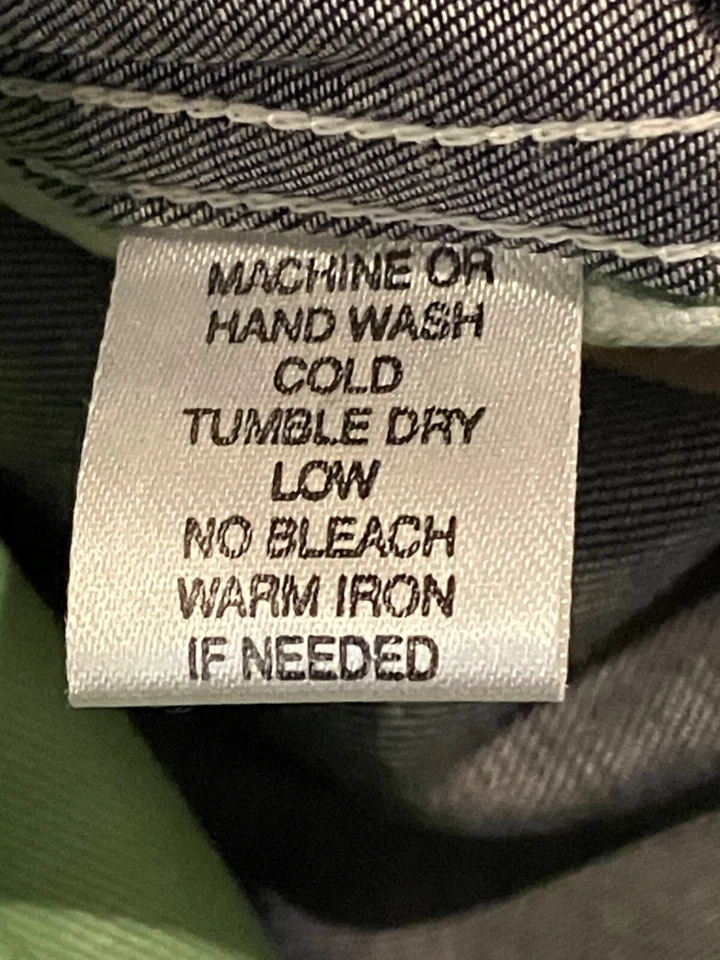 MACHINE OR
HAND WASH
COLD
TUMBLE DRY
LOW
NO BLEACH
WARM IRON
IF NEEDED